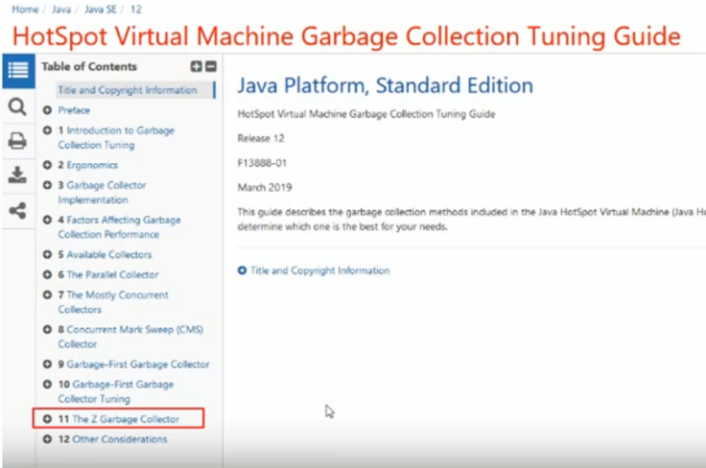 Home / Java / Java SE / 12
HotSpot Virtual Machine Garbage Collection Tuning Guide
Table of Contents
Title and Copyright Information
Preface
1 Introduction to Garbage
Collection Tuning
2 Ergonomics
3 Garbage Collector
Implementation
4 Factors Affecting Garbage
Collection Performance
5 Available Collectors
6 The Parallel Collector
7 The Mostly Concurrent
Collectors
8 Concurrent Mark Sweep (CMS)
Collector
9 Garbage-First Garbage Collector
10 Garbage-First Garbage
Collector Tuning
11 The Z Garbage Collector
12 Other Considerations
Java Platform, Standard Edition
HotSpot Virtual Machine Garbage Collection Tuning Guide
Release 12
F13888-01
March 2019
This guide describes the garbage collection methods included in the Java HotSpot Virtual Machine (Java H
determine which one is the best for your needs.
Title and Copyright Information